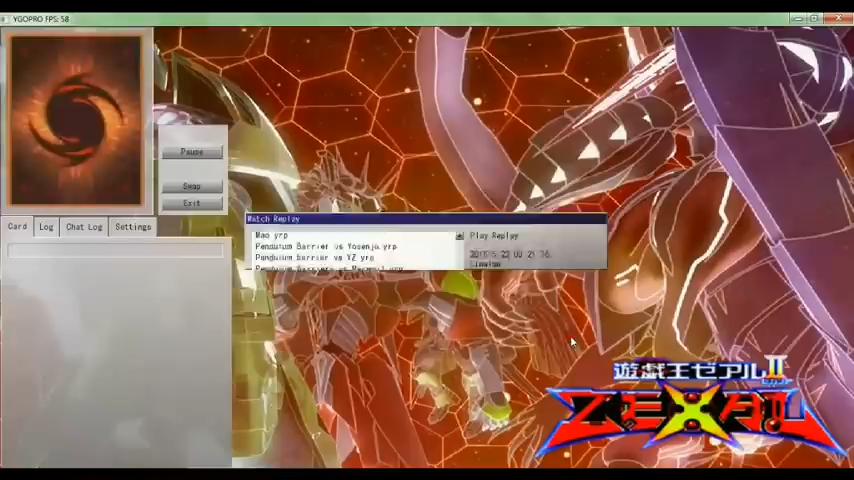 YGOPRO FPS: 58
Pause
Swap
Exit
Card
Log
Chat Log
Settings
Watch Replay
Mao.yrp
Pendulum Barrier vs Yosenju.yrp
Pendulum barrier vs YZ.yrp
Play Replay
遊戯王ゼアルII
ZEXAL